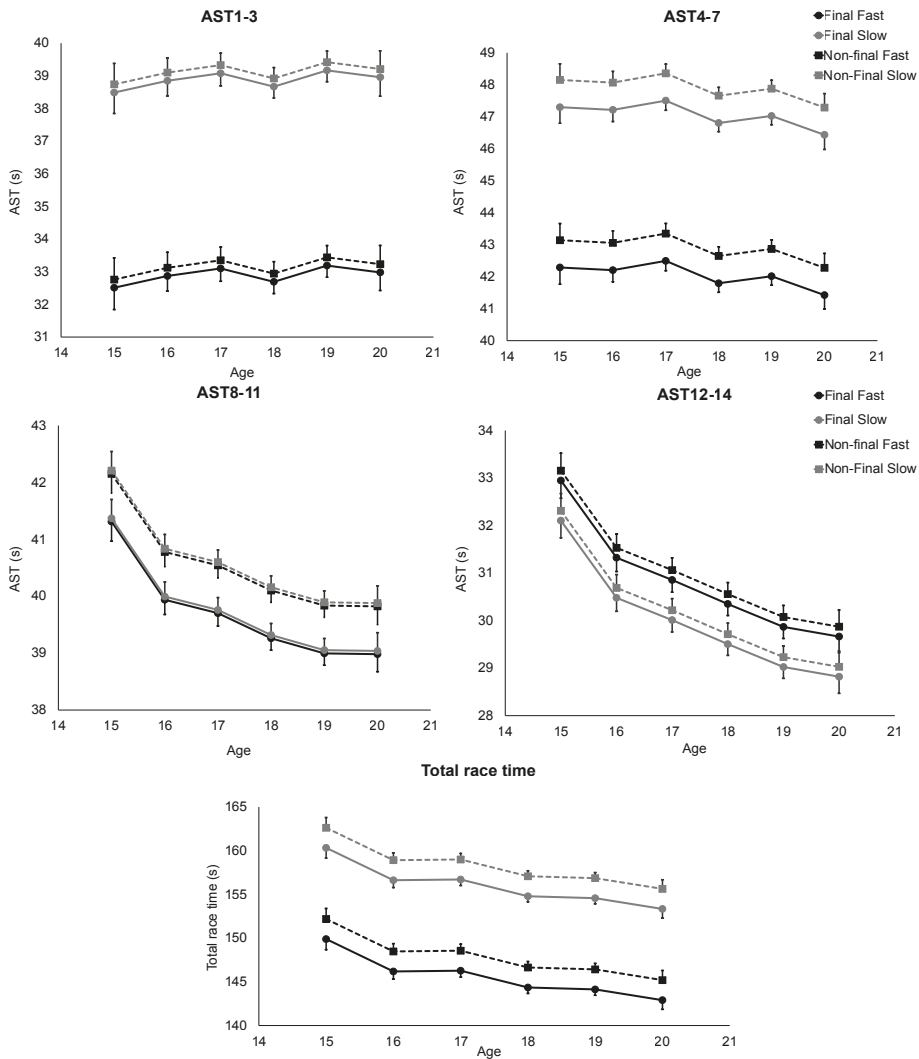 AST1-3
AST (s)
40
39
38
37
36
35
34
33
32
31
14 15 16 17 18 19 20 21
Age
AST4-7
AST (s)
49
48
47
46
45
44
43
42
41
40
14 15 16 17 18 19 20 21
Age
Final Fast
Final Slow
Non-final Fast
Non-Final Slow
AST8-11
AST (s)
43
42
41
40
39
38
14 15 16 17 18 19 20 21
Age
AST12-14
AST (s)
34
33
32
31
30
29
28
14 15 16 17 18 19 20 21
Age
Final Fast
Final Slow
Non-final Fast
Non-Final Slow
Total race time
Total race time (s)
165
160
155
150
145
140
14 15 16 17 18 19 20 21
Age